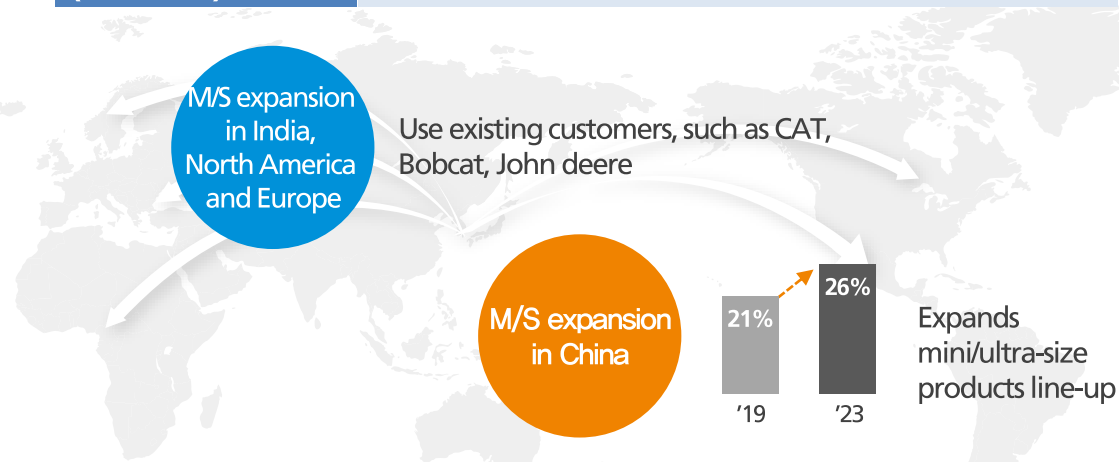 M/S expansion
in India,
North America
and Europe
Use existing customers, such as CAT,
Bobcat, John deere
M/S expansion
in China
21%
26%
'19
'23
Expands
mini/ultra-size
products line-up